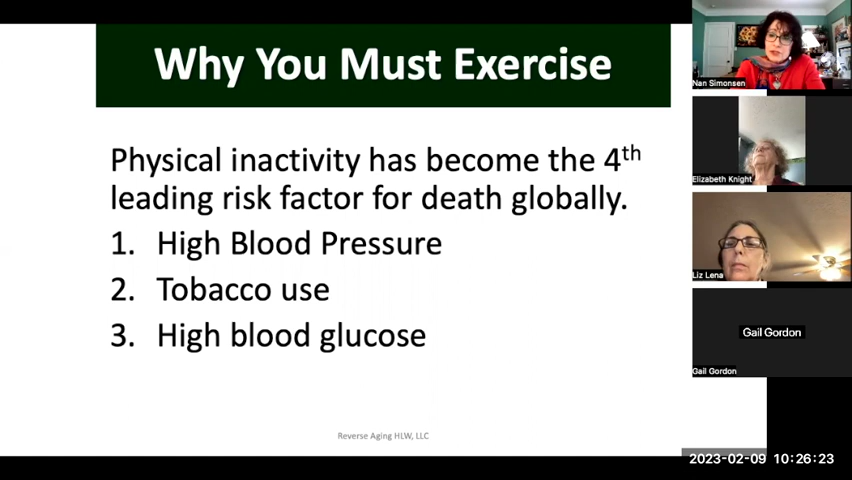 Why You Must Exercise
Physical inactivity has become the 4th
leading risk factor for death globally.
1. High Blood Pressure
2. Tobacco use
3. High blood glucose
Reverse Aging HLW, LLC
Nan Simonsen
Elizabeth Knight
Liz Lena
Gail Gordon
Gail Gordon
2023-02-09 10:26:23